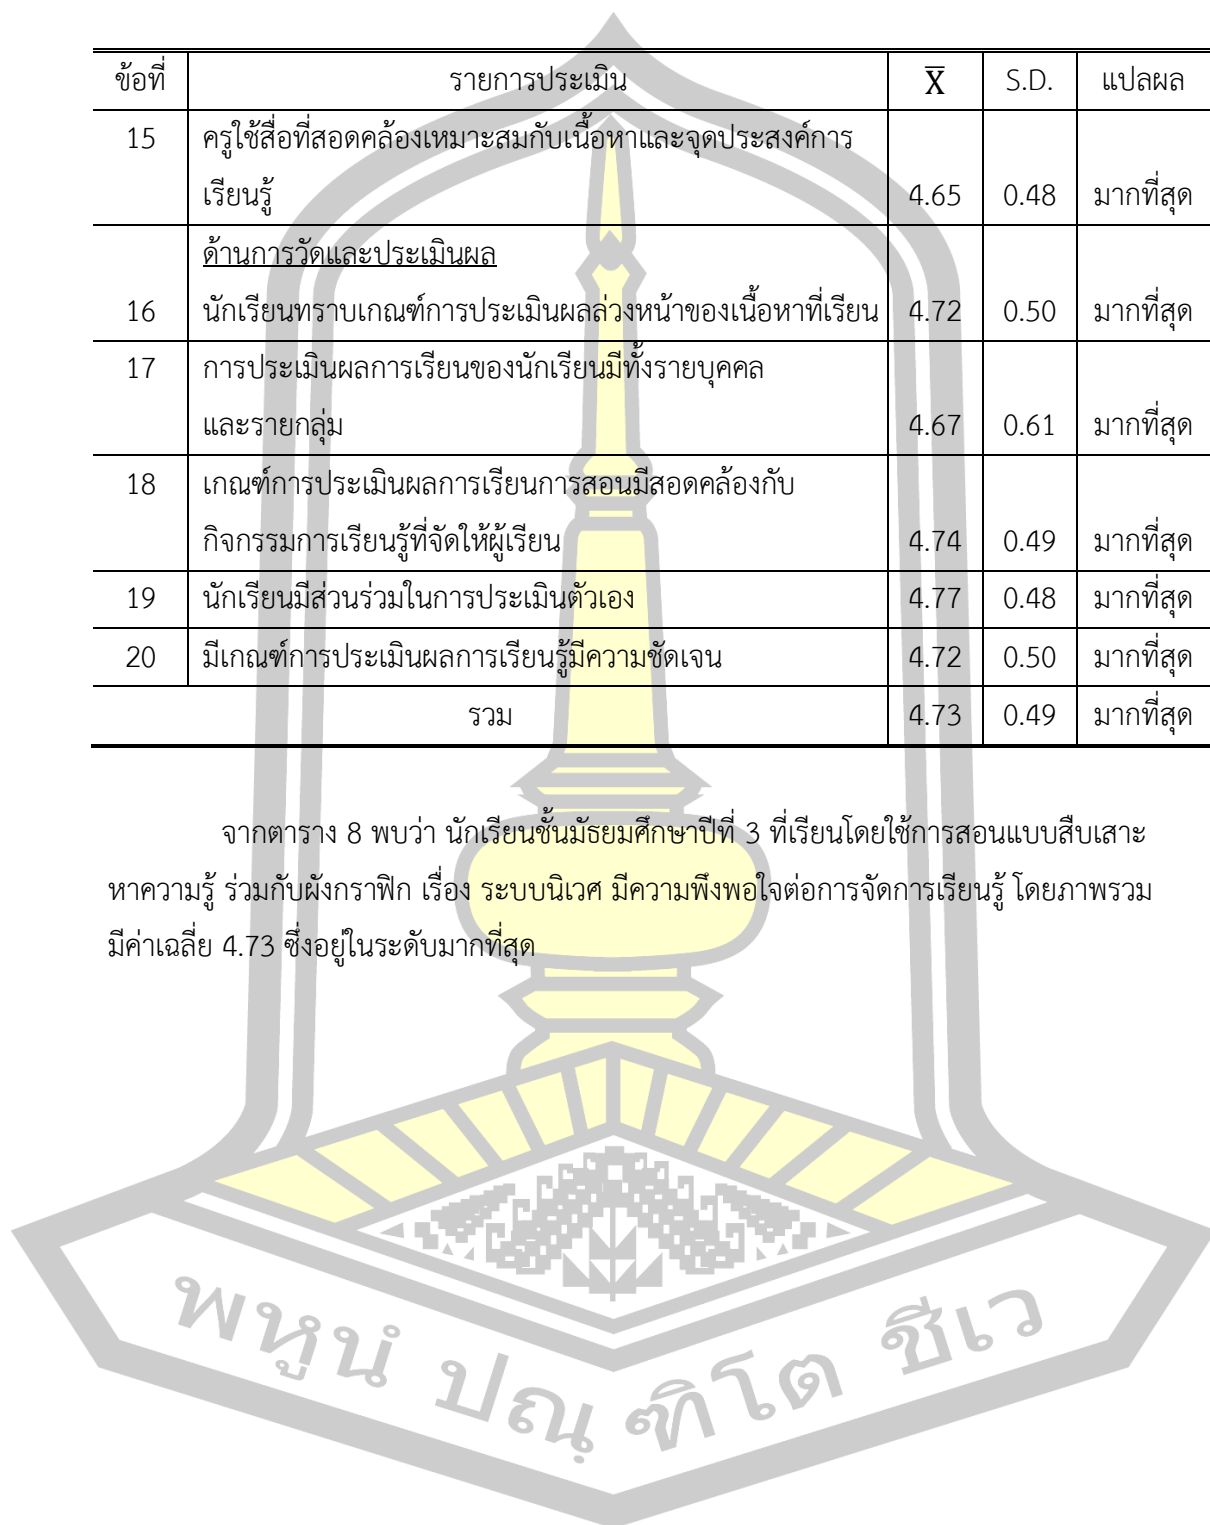 ข้อที่ รายการประเมิน X̅ S.D. แปลผล
15 ครูใช้สื่อที่สอดคล้องเหมาะสมกับเนื้อหาและจุดประสงค์การ
เรียนรู้ 4.65 0.48 มากที่สุด
ด้านการวัดและประเมินผล
16 นักเรียนทราบเกณฑ์การประเมินผลล่วงหน้าของเนื้อหาที่เรียน 4.72 0.50 มากที่สุด
17 การประเมินผลการเรียนของนักเรียนมีทั้งรายบุคคล
และรายกลุ่ม 4.67 0.61 มากที่สุด
18 เกณฑ์การประเมินผลการเรียนการสอนมีสอดคล้องกับ
กิจกรรมการเรียนรู้ที่จัดให้ผู้เรียน 4.74 0.49 มากที่สุด
19 นักเรียนมีส่วนร่วมในการประเมินตัวเอง 4.77 0.48 มากที่สุด
20 มีเกณฑ์การประเมินผลการเรียนรู้มีความชัดเจน 4.72 0.50 มากที่สุด
รวม 4.73 0.49 มากที่สุด
จากตาราง 8 พบว่า นักเรียนชั้นมัธยมศึกษาปีที่ 3 ที่เรียนโดยใช้การสอนแบบสืบเสาะ
หาความรู้ ร่วมกับผังกราฟิก เรื่อง ระบบนิเวศ มีความพึงพอใจต่อการจัดการเรียนรู้ โดยภาพรวม
มีค่าเฉลี่ย 4.73 ซึ่งอยู่ในระดับมากที่สุด
พหูนํ ปณฺ ฑิโต ชีเว